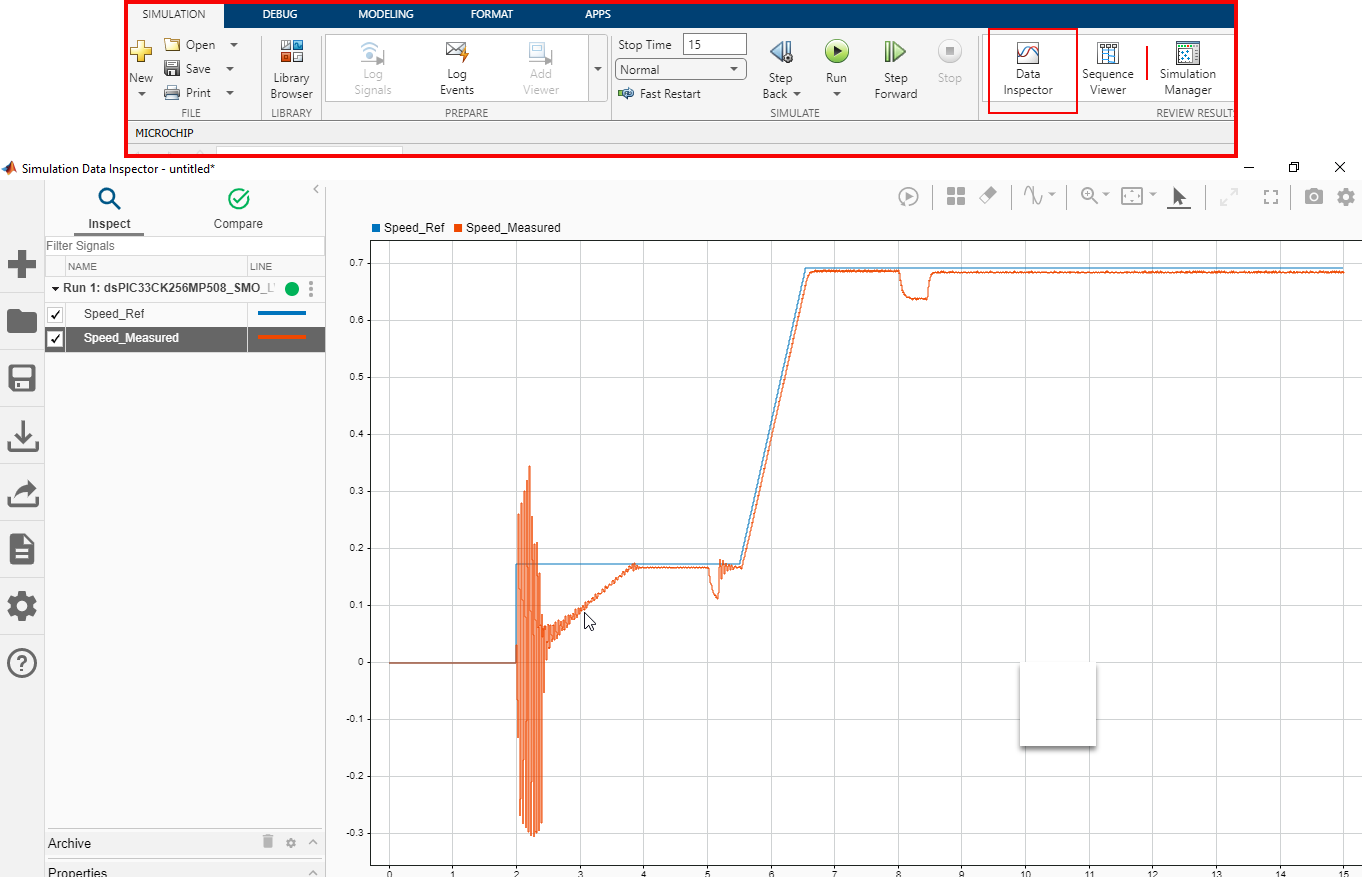 SIMULATION DEBUG MODELING FORMAT APPS
New
Open
Save
Print
FILE
Library
Browser
LIBRARY
Log
Signals
Log
Events
Add
Viewer
PREPARE
Stop Time 15
Normal
Fast Restart
Step
Back
Run
Step
Forward
Stop
SIMULATE
Data
Inspector
Sequence
Viewer
Simulation
Manager
REVIEW RESULT
MICROCHIP
Simulation Data Inspector - untitled*
Inspect
Compare
Filter Signals
NAME LINE
Run 1: dsPIC33CK256MP508_SMO_L
Speed_Ref
Speed_Measured
Archive
Properties
Speed_Ref Speed_Measured
0.7
0.6
0.5
0.4
0.3
0.2
0.1
0
-0.1
-0.2
-0.3
0 1 2 3 4 5 6 7 8 9 10 11 12 13 14 15